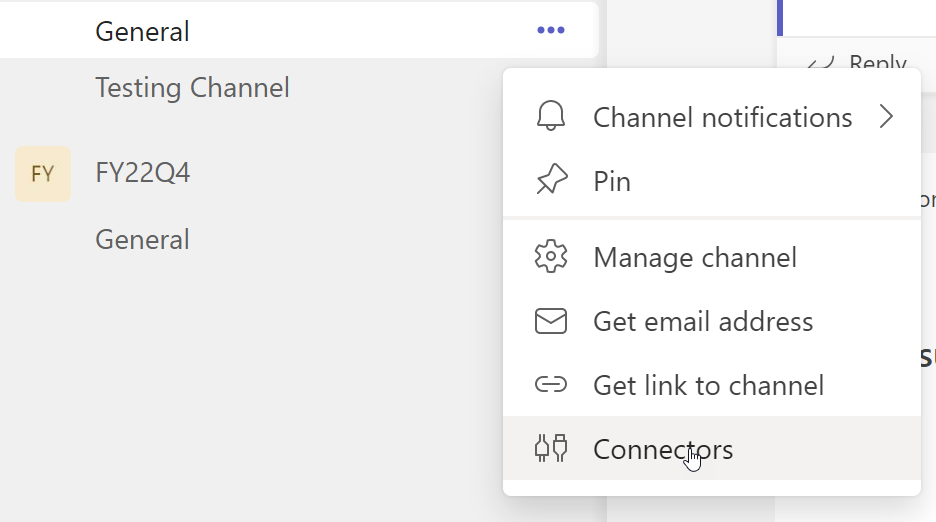 General
Reply
Testing Channel
Channel notifications
FY
FY22Q4
Pin
General
Manage channel
Get email address
Get link to channel
Connectors